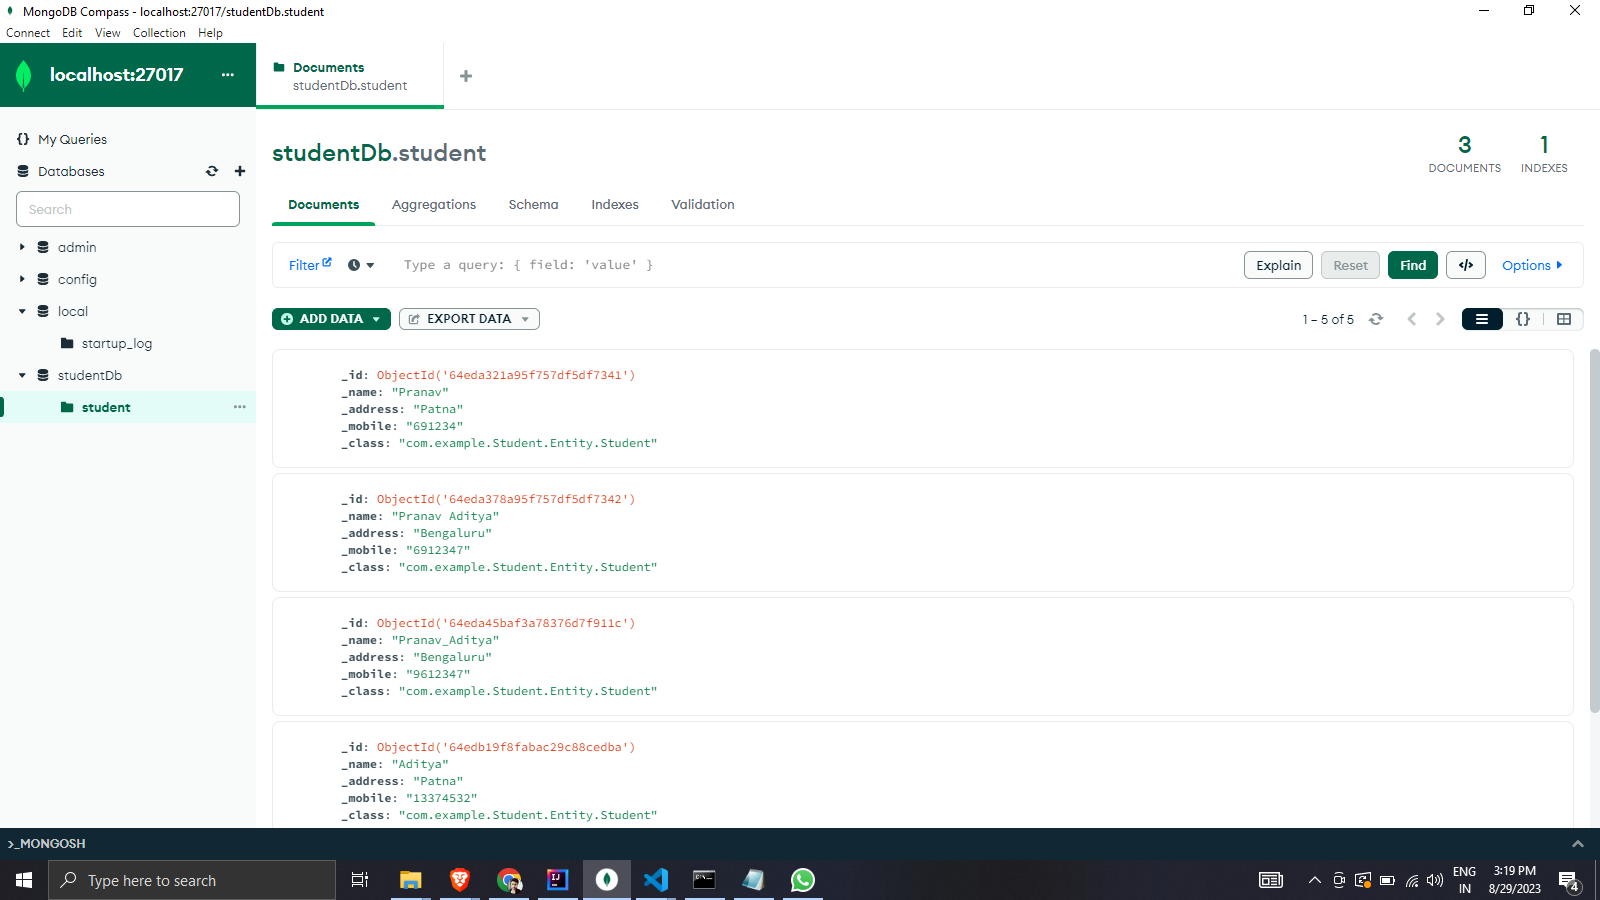 MongoDB Compass - localhost:27017/studentDb.student
Connect Edit View Collection Help
localhost:27017 ...
Documents
studentDb.student
+
{} My Queries
Databases
Search
admin
config
local
startup_log
studentDb
student ...
studentDb.student
3
DOCUMENTS
1
INDEXES
Documents Aggregations Schema Indexes Validation
Filter Type a query: { field: 'value' } Explain Reset Find </> Options
ADD DATA EXPORT DATA 1 – 5 of 5 {}
_id: ObjectId('64eda321a95f757df5df7341')
_name: "Pranav"
_address: "Patna"
_mobile: "691234"
_class: "com.example.Student.Entity.Student"
_id: ObjectId('64eda378a95f757df5df7342')
_name: "Pranav Aditya"
_address: "Bengaluru"
_mobile: "6912347"
_class: "com.example.Student.Entity.Student"
_id: ObjectId('64eda45baf3a78376d7f911c')
_name: "Pranav_Aditya"
_address: "Bengaluru"
_mobile: "9612347"
_class: "com.example.Student.Entity.Student"
_id: ObjectId('64edb19f8fabac29c88cedba')
_name: "Aditya"
_address: "Patna"
_mobile: "13374532"
_class: "com.example.Student.Entity.Student"
>_MONGOSH
Type here to search
IJ
ENG
IN
3:19 PM
8/29/2023
4